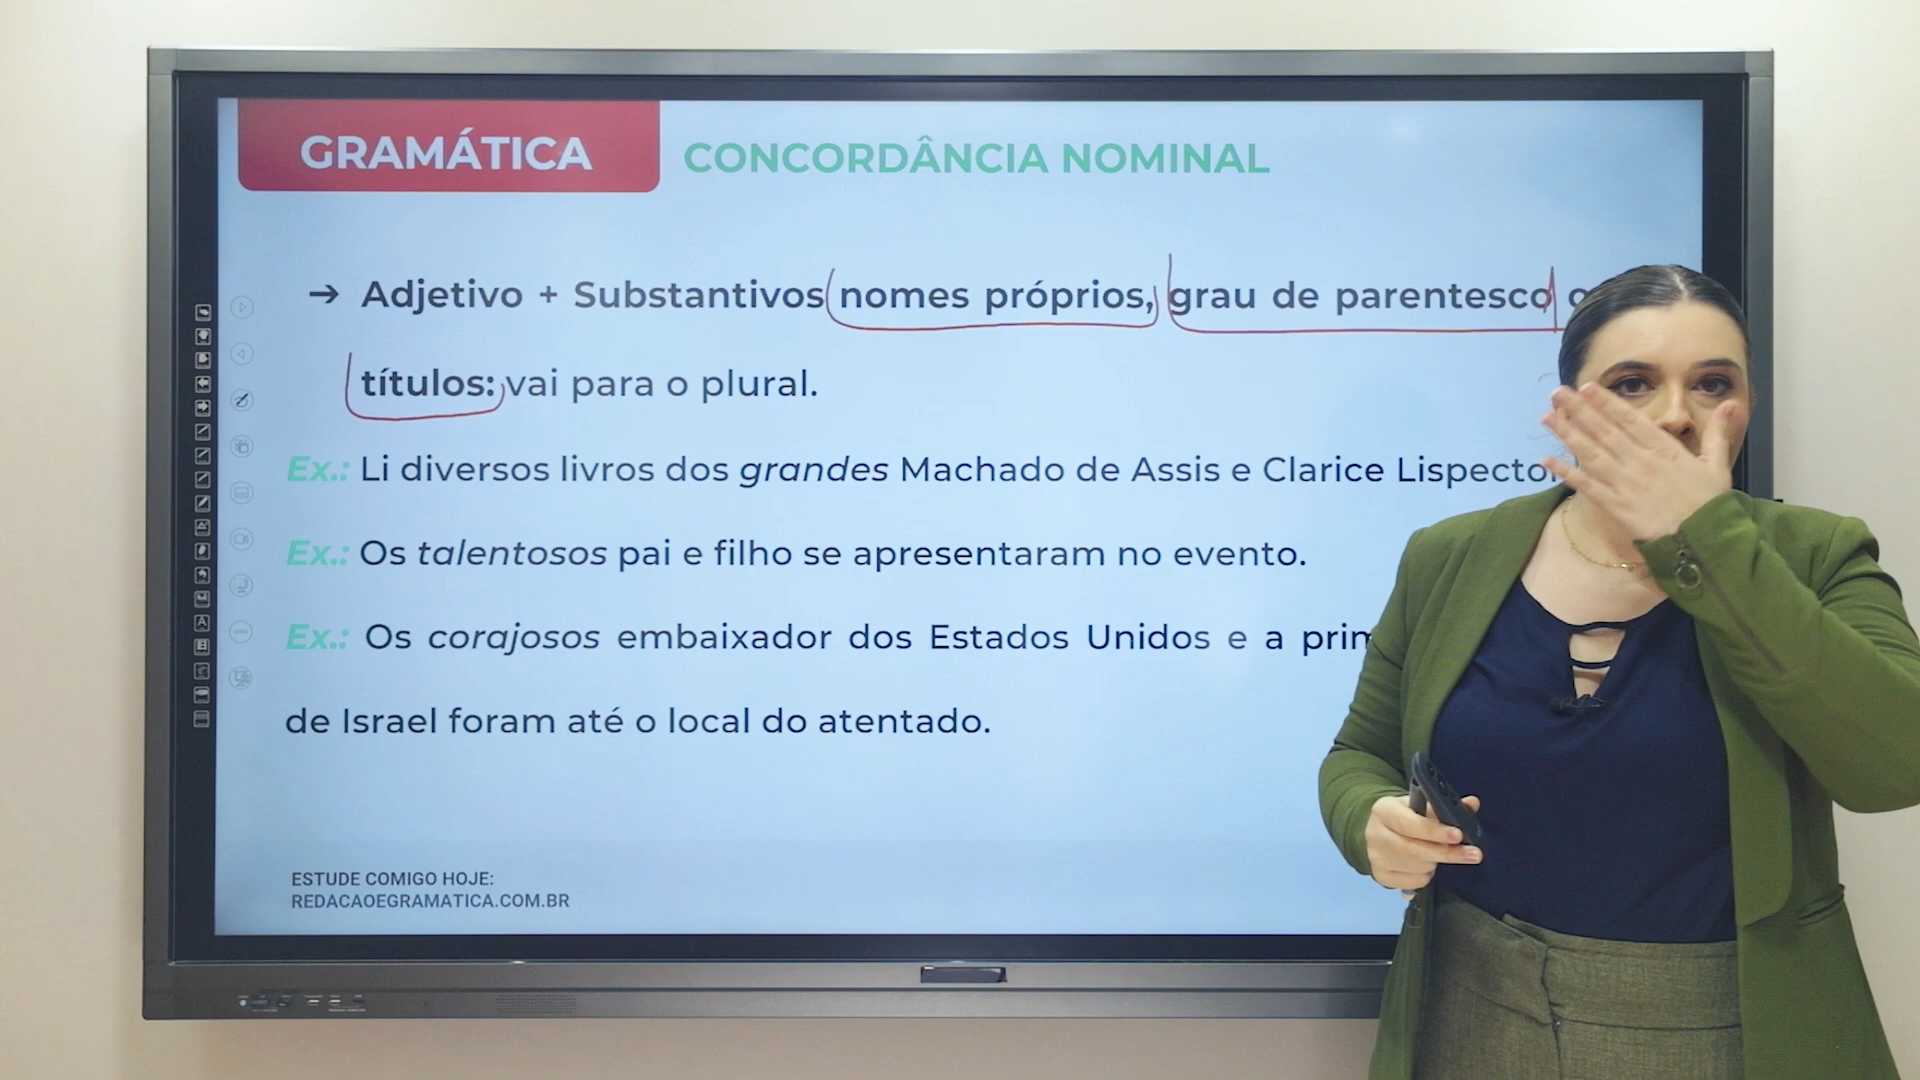 GRAMÁTICA CONCORDÂNCIA NOMINAL
→ Adjetivo + Substantivos nomes próprios, grau de parentesco
títulos: vai para o plural.
Ex.: Li diversos livros dos grandes Machado de Assis e Clarice
Ex.: Os talentosos pai e filho se apresentaram no evento.
Ex.: Os corajosos embaixador dos Estados Unidos e a
de Israel foram até o local do atentado.
ESTUDE COMIGO HOJE:
REDACAOEGRAMATICA.COM.BR